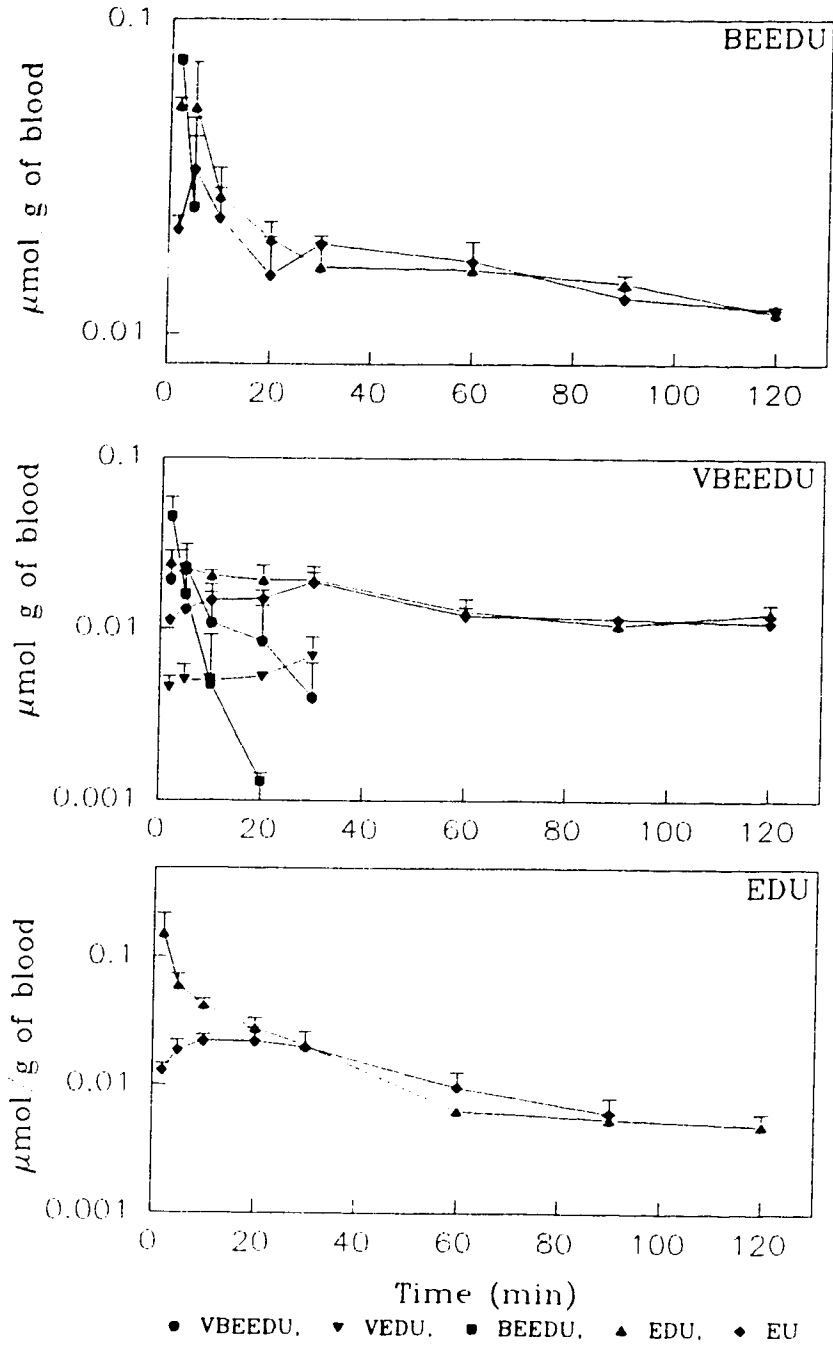 0.1
BEEDU
µmol g of blood
0.01
0 20 40 60 80 100 120
0.1
VBEEDU
µmol g of blood
0.01
0.001
0 20 40 60 80 100 120
EDU
0.1
µmol g of blood
0.01
0.001
0 20 40 60 80 100 120
Time (min)
VBEEDU, VEDU, BEEDU, EDU, EU